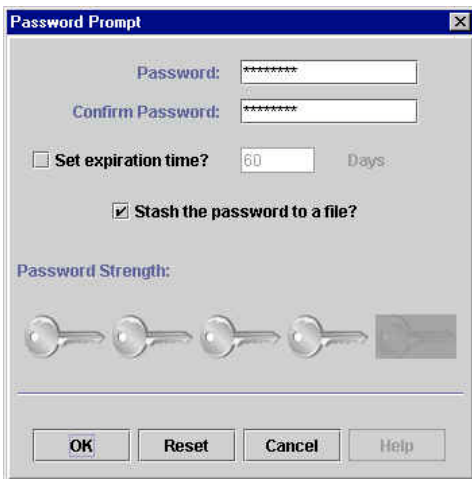 Password Prompt
Password: ********
Confirm Password: ********
Set expiration time? 60 Days
Stash the password to a file?
Password Strength:
OK Reset Cancel Help